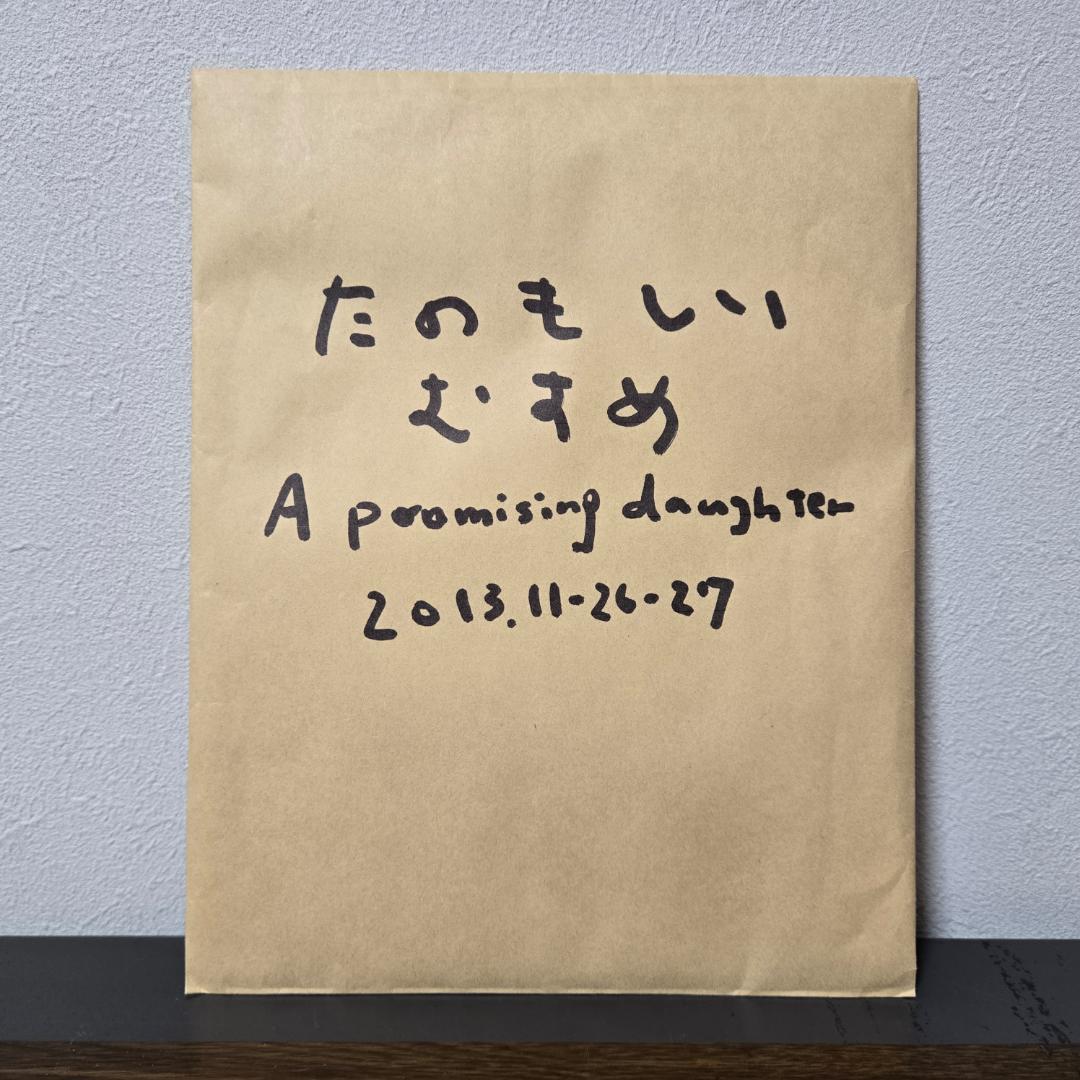 たのもしい
むすめ
A promising daughter
2013.11-26-27